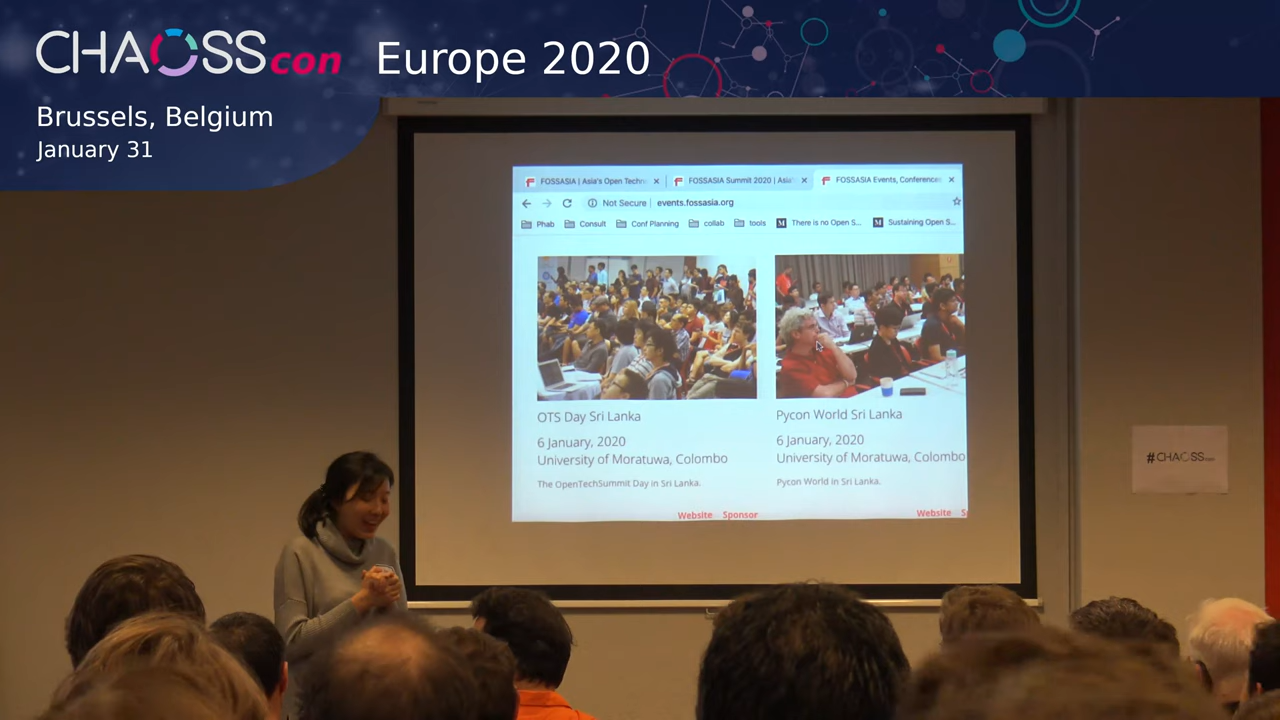 CHAOSScon Europe 2020
Brussels, Belgium
January 31
FOSSASIA | Asia's Open Techn
FOSSASIA Summit 2020 | Asia'
FOSSASIA Events, Conferences
Not Secure | events.fossasia.org
Phab Consult Conf Planning collab tools There is no Open S... Sustaining Open S...
OTS Day Sri Lanka
6 January, 2020
University of Moratuwa, Colombo
The OpenTechSummit Day in Sri Lanka.
Website Sponsor
Pycon World Sri Lanka
6 January, 2020
University of Moratuwa, Colombo
Pycon World in Sri Lanka.
Website
#CHAOSScon